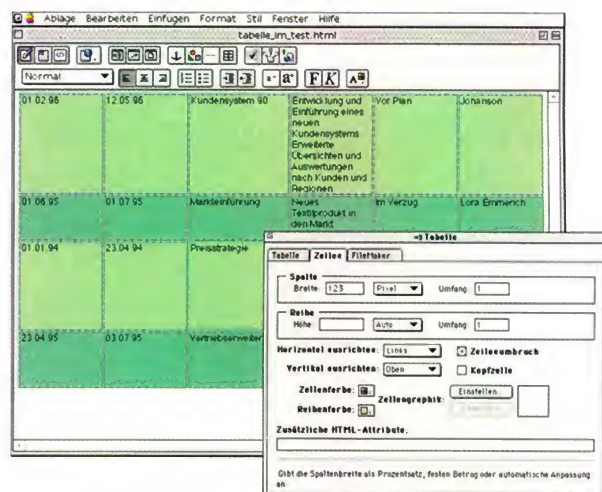 Ablage Bearbeiten Einfugen Format Stil Fenster Hilfe
tabelle_im_test.html
Normal
F K
01 02 96 12.05 96 Kundensystem 90 Entwicklung und Vor Plan Johanson
Einführung eines
neuen
Kundensystems
Erweiterte
Übersichten und
Auswertungen
nach Kunden und
Regionen
01.06 95 01 07 95 Markteinführung Neues Im Verzug Lora Emmerich
Textilprodukt in
den Markt
01.01.94 23.04 94 Preisstrategie
23 04 95 03 07 95 Vertriebserweiter
Tabelle
Tabelle Zellen FileMaker
Spalte
Breite: 123 Pixel Umfang: 1
Reihe
Höhe Auto Umfang: 1
Horizontal ausrichten: Links Zeilenumbruch
Vertikal ausrichten: Oben Kopfzelle
Zellenfarbe: Zellengraphik: Einstellen
Reihenfarbe:
Zusätzliche HTML-Attribute:
Gibt die Spaltenbreite als Prozentsatz, festen Betrag oder automatische Anpassung
an